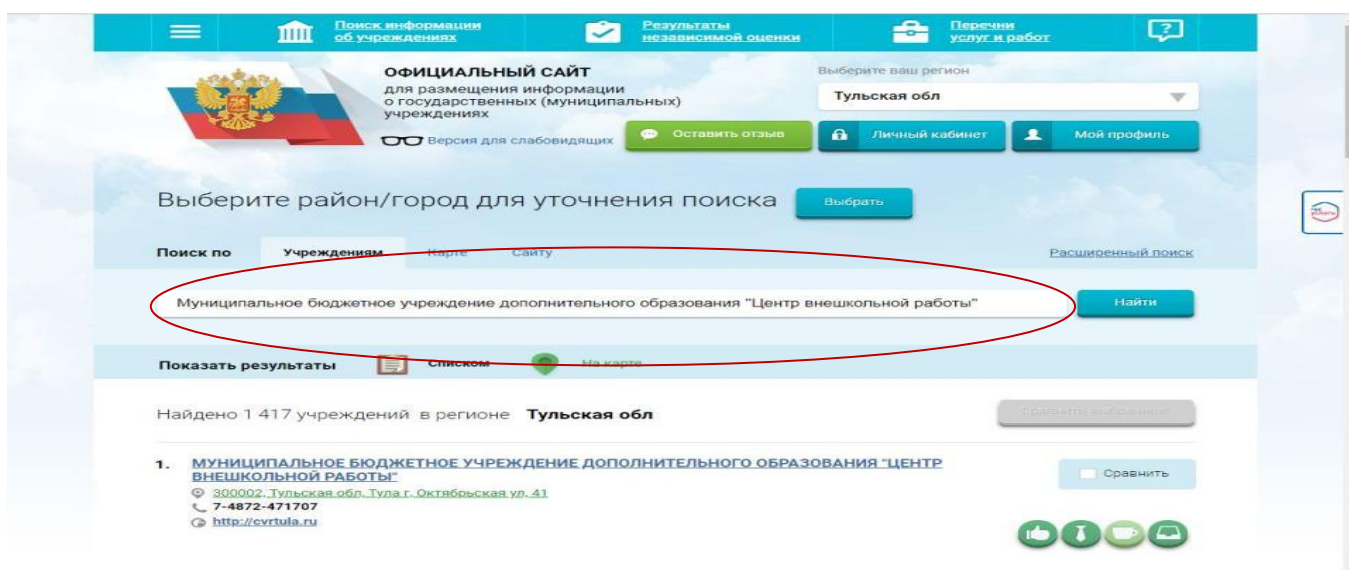 Поиск информации
об учреждениях
Результаты
независимой оценки
Перечни
услуг и работ
ОФИЦИАЛЬНЫЙ САЙТ
для размещения информации
о государственных (муниципальных)
учреждениях
Версия для слабовидящих
Выберите ваш регион
Тульская обл
Оставить отзыв
Личный кабинет
Мой профиль
Выберите район/город для уточнения поиска
Выбрать
Поиск по
Учреждениям
Карте
Сайту
Расширенный поиск
Муниципальное бюджетное учреждение дополнительного образования "Центр внешкольной работы"
Найти
Показать результаты
Списком
На карте
Найдено 1 417 учреждений в регионе Тульская обл
Сравнить выбранные
1. МУНИЦИПАЛЬНОЕ БЮДЖЕТНОЕ УЧРЕЖДЕНИЕ ДОПОЛНИТЕЛЬНОГО ОБРАЗОВАНИЯ "ЦЕНТР
ВНЕШКОЛЬНОЙ РАБОТЫ"
Сравнить
300002, Тульская обл, Тула г, Октябрьская ул, 41
7-4872-471707
http://cvrtula.ru